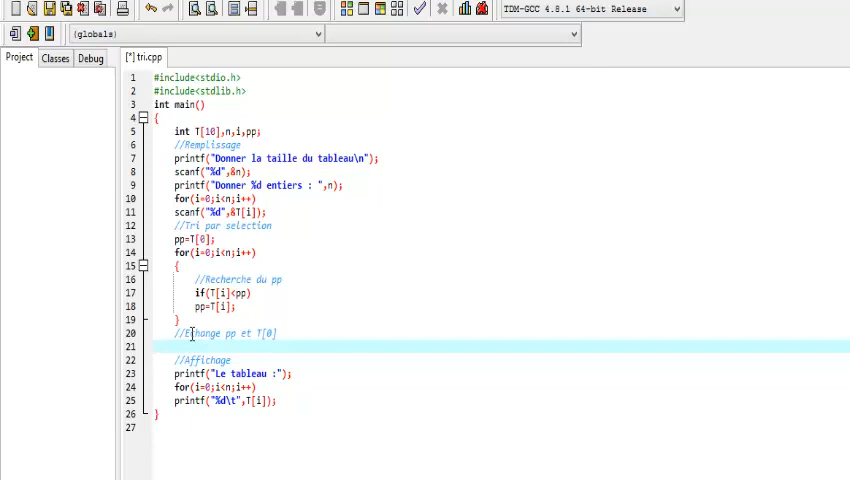 TDM-GCC 4.8.1 64-bit Release
(globals)
Project Classes Debug
[*] tri.cpp
1 #include<stdio.h>
2 #include<stdlib.h>
3 int main()
4 {
5 int T[10],n,i,pp;
6 //Remplissage
7 printf("Donner la taille du tableau\n");
8 scanf("%d",&n);
9 printf("Donner %d entiers : ",n);
10 for(i=0;i<n;i++)
11 scanf("%d",&T[i]);
12 //Tri par selection
13 pp=T[0];
14 for(i=0;i<n;i++)
15 {
16 //Recherche du pp
17 if(T[i]<pp)
18 pp=T[i];
19 }
20 //Echange pp et T[0]
21
22 //Affichage
23 printf("Le tableau :");
24 for(i=0;i<n;i++)
25 printf("%d\t",T[i]);
26 }
27